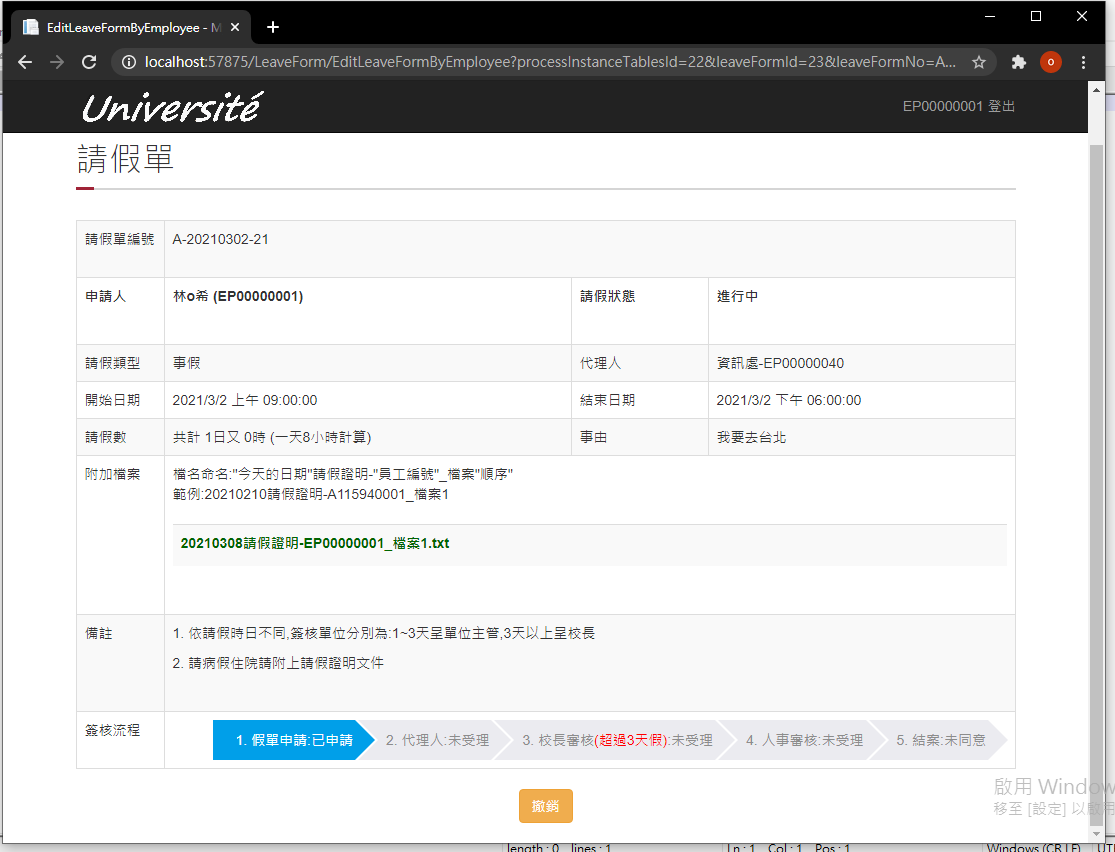 EditLeaveFormByEmployee - M
localhost:57875/LeaveForm/EditLeaveFormByEmployee?processInstanceTablesId=22&leaveFormId=23&leaveFormNo=A...
O
Université
EP00000001 登出
請假單
請假單編號 A-20210302-21
申請人 林o希 (EP00000001) 請假狀態 進行中
請假類型 事假 代理人 資訊處-EP00000040
開始日期 2021/3/2 上午 09:00:00 結束日期 2021/3/2 下午 06:00:00
請假數 共計 1日又 0時 (一天8小時計算) 事由 我要去台北
附加檔案 檔名命名:"今天的日期"請假證明-"員工編號"_檔案"順序"
範例:20210210請假證明-A115940001_檔案1
20210308請假證明-EP00000001_檔案1.txt
備註 1. 依請假時日不同,簽核單位分別為:1~3天呈單位主管,3天以上呈校長
2. 請病假住院請附上請假證明文件
簽核流程 1. 假單申請:已申請 2. 代理人:未受理 3. 校長審核(超過3天假):未受理 4. 人事審核:未受理 5. 結案:未同意
撤銷
啟用 Window
移至 [設定] 以啟用
length : 0 lines : 1 Ln : 1 Col : 1 Pos : 1 Windows (CR LF) UT